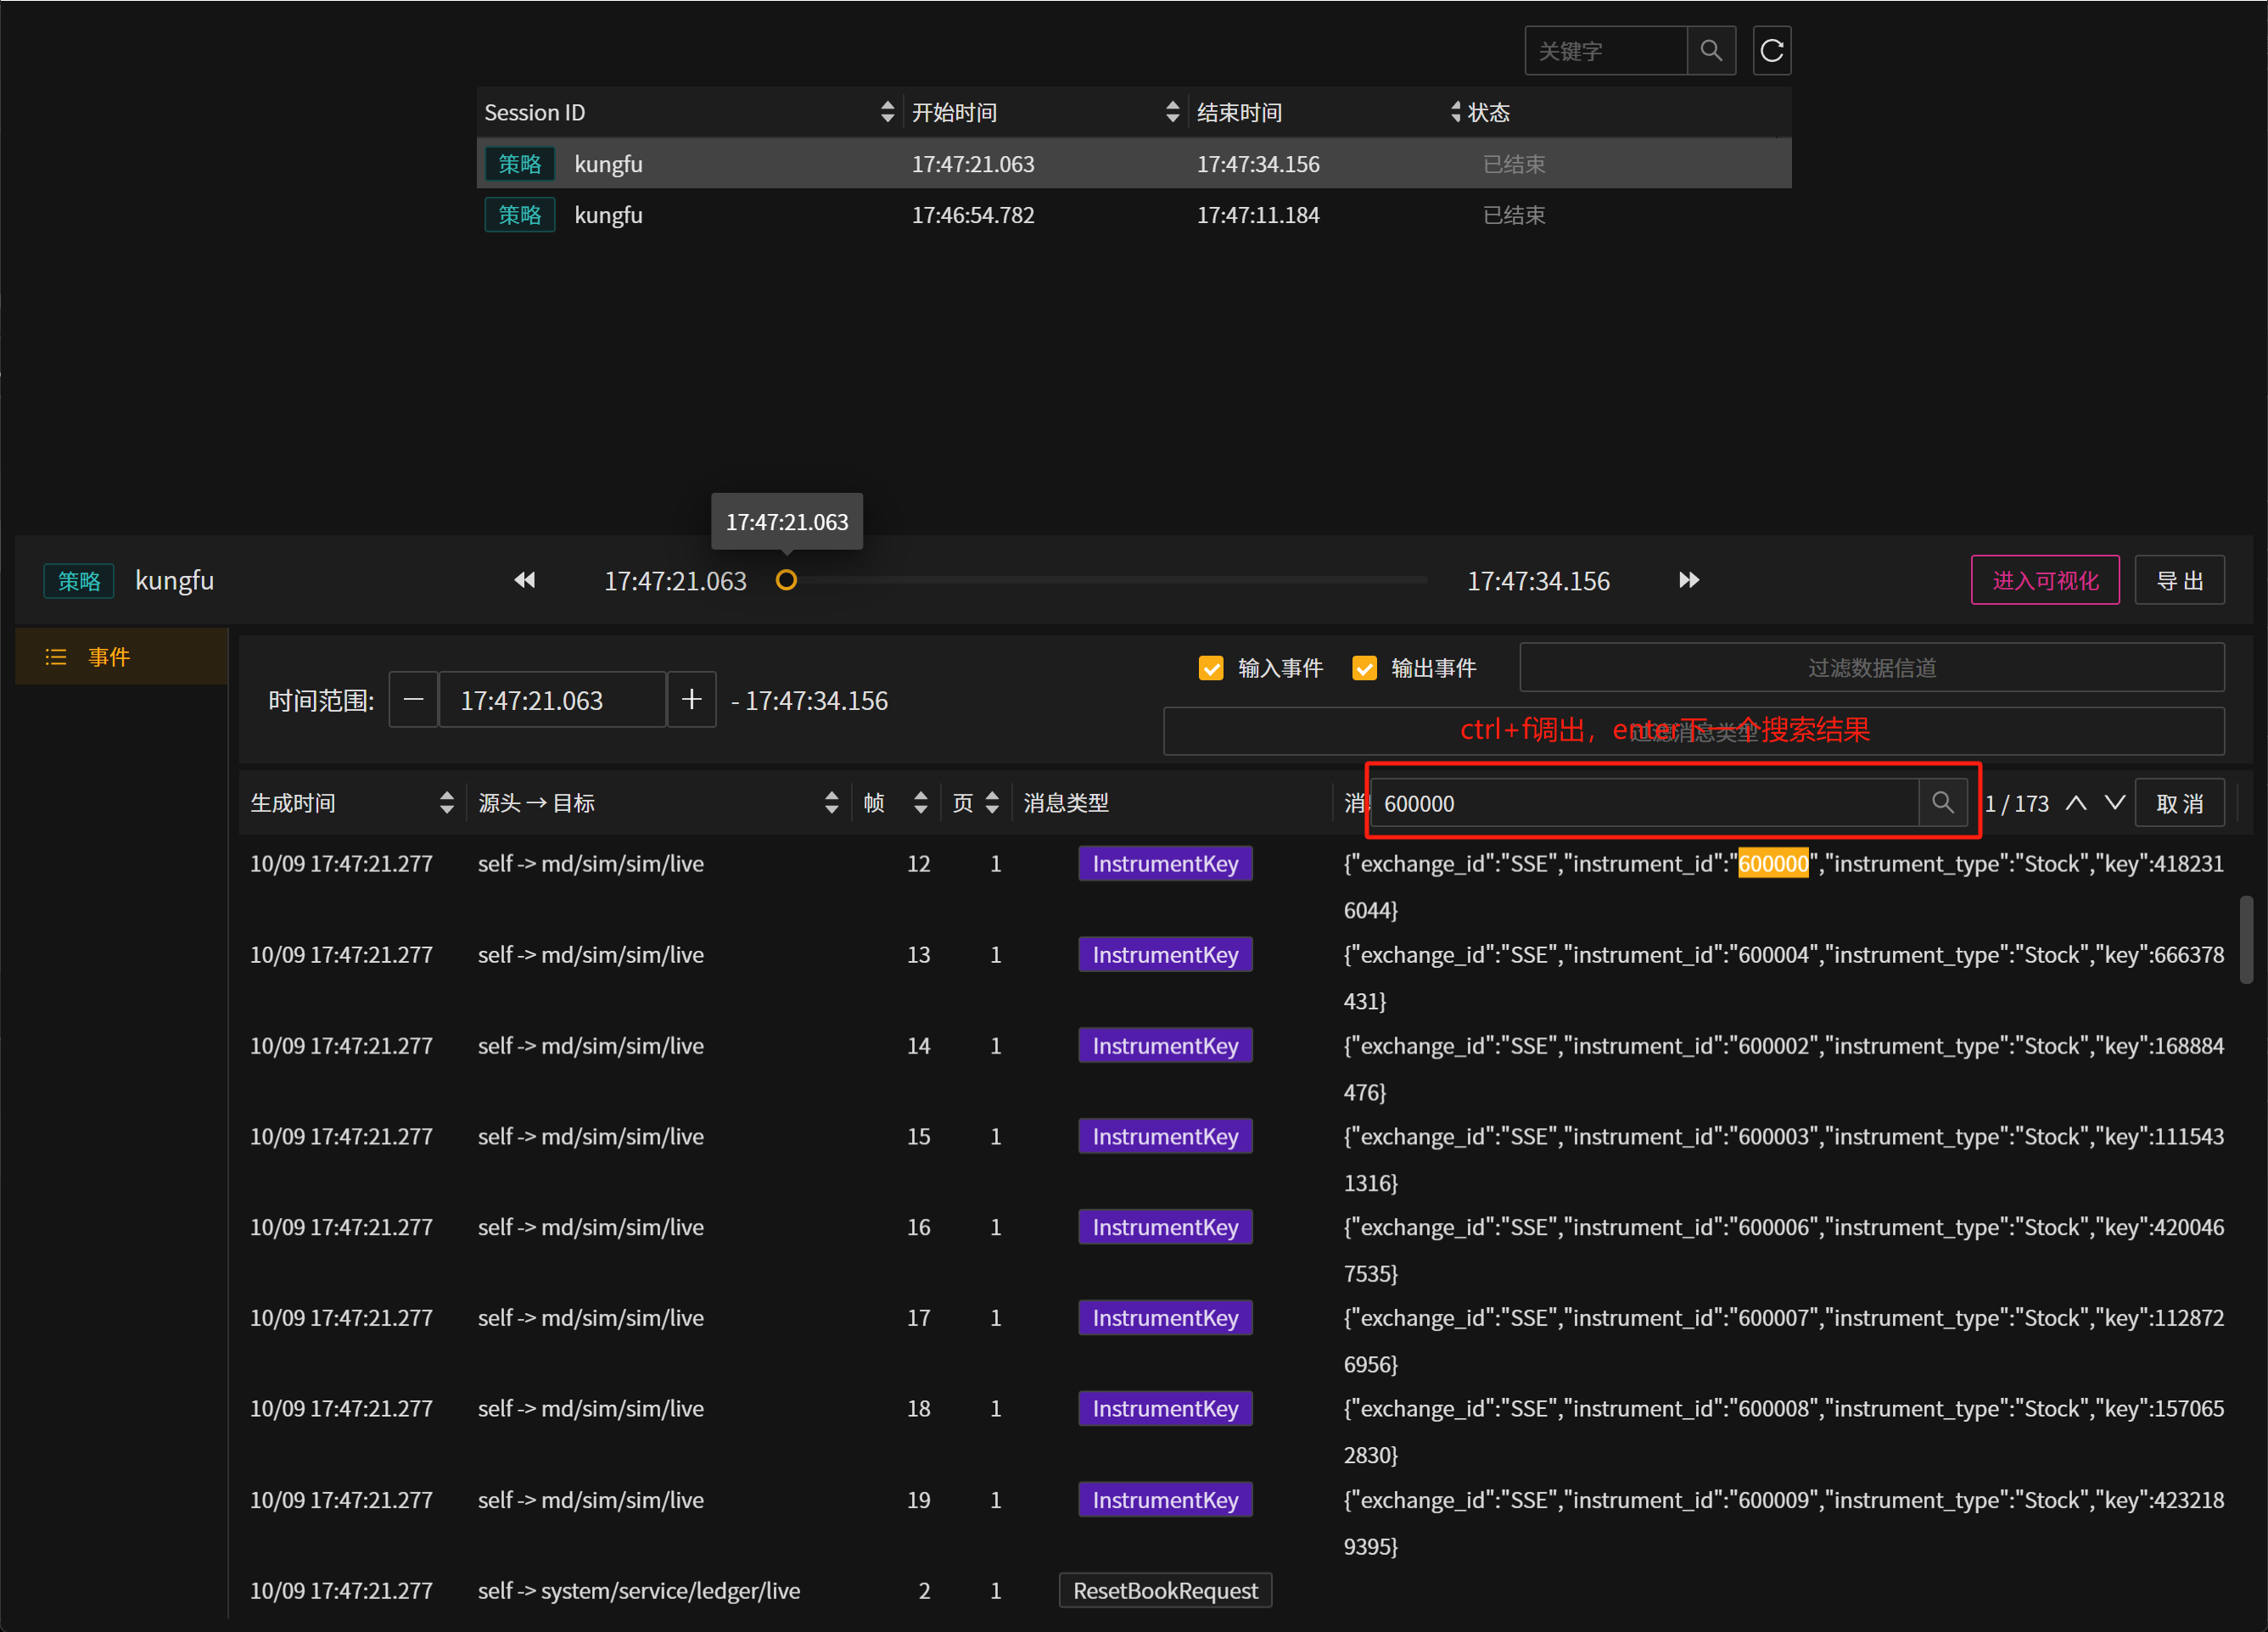 关键字
Session ID 开始时间 结束时间 状态
策略 kungfu 17:47:21.063 17:47:34.156 已结束
策略 kungfu 17:46:54.782 17:47:11.184 已结束
17:47:21.063
策略 kungfu 17:47:21.063 17:47:34.156 进入可视化 导出
事件
输入事件 输出事件 过滤数据信道
时间范围: 17:47:21.063 - 17:47:34.156
过滤消息类型
ctrl+f调出，enter下一个搜索结果
生成时间 源头 → 目标 帧 页 消息类型 消 600000 1 / 173 取消
10/09 17:47:21.277 self -> md/sim/sim/live 12 1 InstrumentKey {"exchange_id":"SSE","instrument_id":"600000","instrument_type":"Stock","key":418231
6044}
10/09 17:47:21.277 self -> md/sim/sim/live 13 1 InstrumentKey {"exchange_id":"SSE","instrument_id":"600004","instrument_type":"Stock","key":666378
431}
10/09 17:47:21.277 self -> md/sim/sim/live 14 1 InstrumentKey {"exchange_id":"SSE","instrument_id":"600002","instrument_type":"Stock","key":168884
476}
10/09 17:47:21.277 self -> md/sim/sim/live 15 1 InstrumentKey {"exchange_id":"SSE","instrument_id":"600003","instrument_type":"Stock","key":111543
1316}
10/09 17:47:21.277 self -> md/sim/sim/live 16 1 InstrumentKey {"exchange_id":"SSE","instrument_id":"600006","instrument_type":"Stock","key":420046
7535}
10/09 17:47:21.277 self -> md/sim/sim/live 17 1 InstrumentKey {"exchange_id":"SSE","instrument_id":"600007","instrument_type":"Stock","key":112872
6956}
10/09 17:47:21.277 self -> md/sim/sim/live 18 1 InstrumentKey {"exchange_id":"SSE","instrument_id":"600008","instrument_type":"Stock","key":157065
2830}
10/09 17:47:21.277 self -> md/sim/sim/live 19 1 InstrumentKey {"exchange_id":"SSE","instrument_id":"600009","instrument_type":"Stock","key":423218
9395}
10/09 17:47:21.277 self -> system/service/ledger/live 2 1 ResetBookRequest